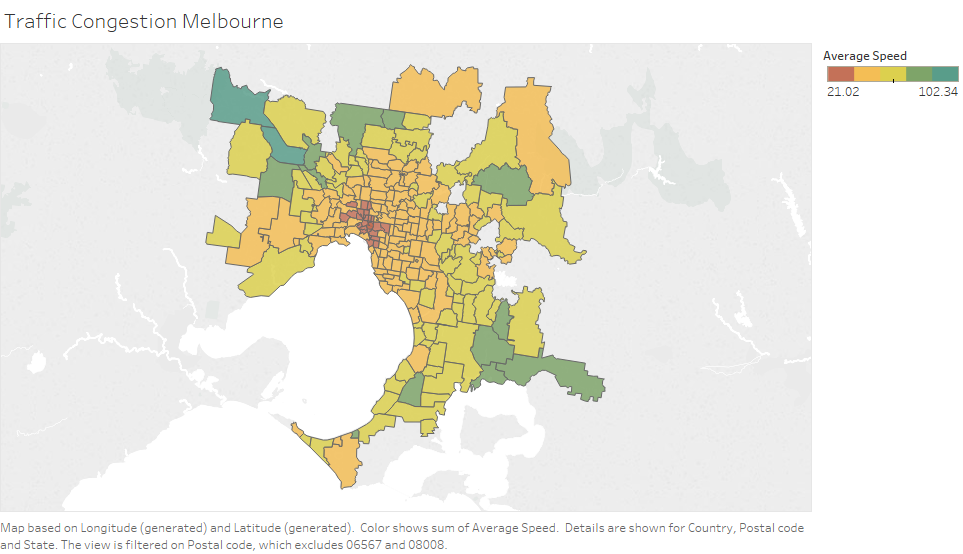 Traffic Congestion Melbourne
Average Speed
21.02 102.34
Map based on Longitude (generated) and Latitude (generated).  Color shows sum of Average Speed.  Details are shown for Country, Postal code
and State. The view is filtered on Postal code, which excludes 06567 and 08008.